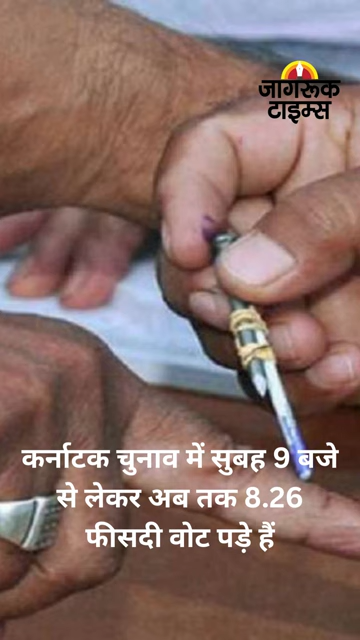 जागरूक
टाइम्स
कर्नाटक चुनाव में सुबह 9 बजे
से लेकर अब तक 8.26
फीसदी वोट पड़े हैं